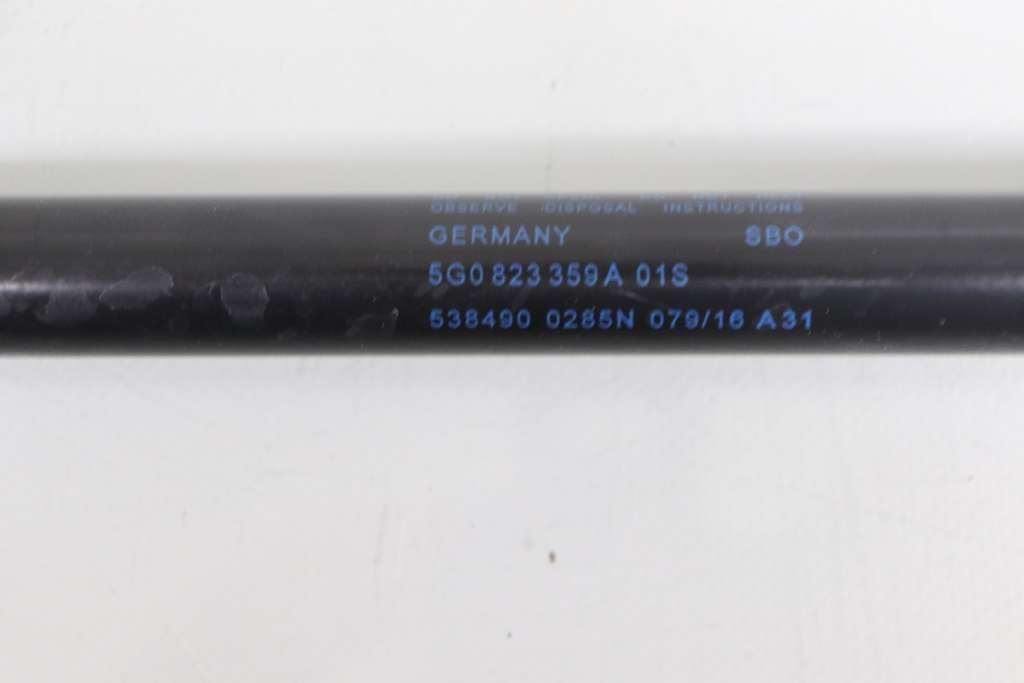 OBSERVE DISPOSAL INSTRUCTIONS
GERMANY SBO
5G0 823 359 A 01S
538490 0285N 079/16 A31